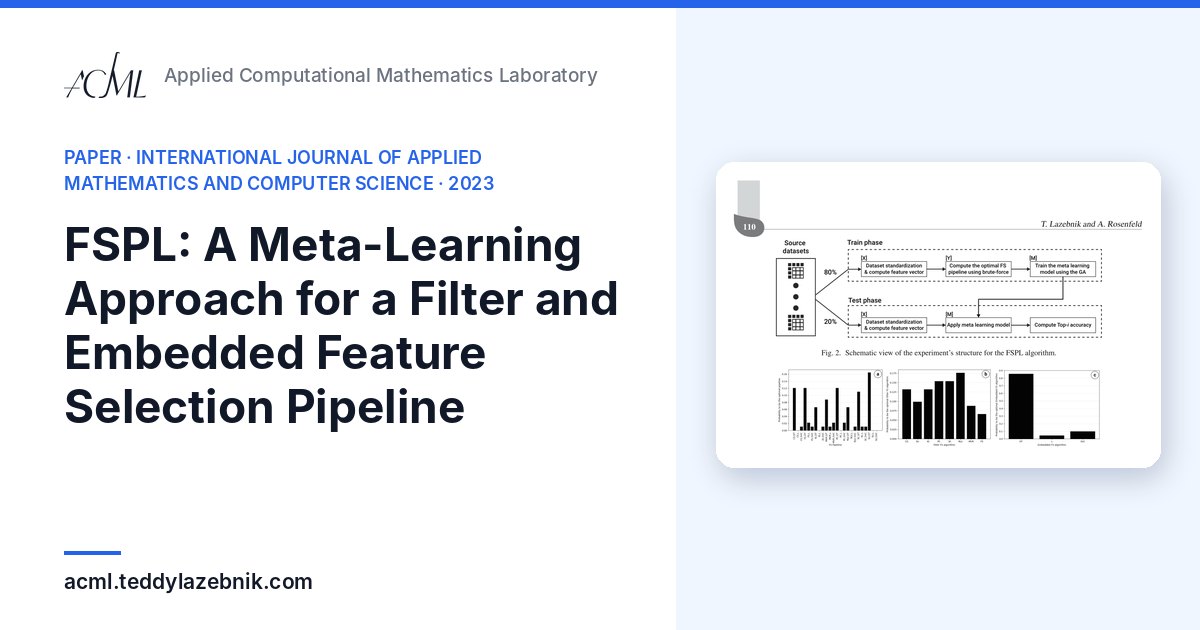 ACML
Applied Computational Mathematics Laboratory
PAPER · INTERNATIONAL JOURNAL OF APPLIED
MATHEMATICS AND COMPUTER SCIENCE · 2023
FSPL: A Meta-Learning
Approach for a Filter and
Embedded Feature
Selection Pipeline
acml.teddylazebnik.com
110
T. Lazebnik and A. Rosenfeld
Source
datasets
80%
20%
Train phase
[X]
Dataset standardization
& compute feature vector
[Y]
Compute the optimal FS
pipeline using brute-force
[M]
Train the meta learning
model using the GA
Test phase
[X]
Dataset standardization
& compute feature vector
[M]
Apply meta learning model
Compute Top-i accuracy
Fig. 2. Schematic view of the experiment's structure for the FSPL algorithm.
a
b
c